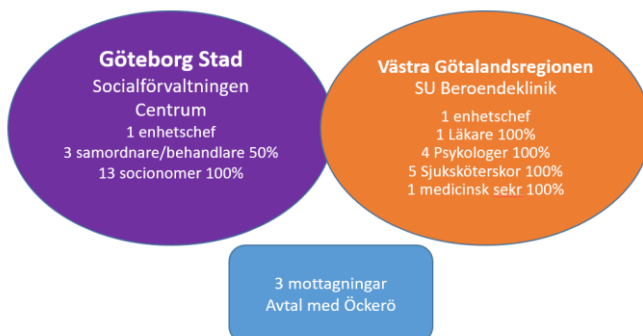 Göteborg Stad
Socialförvaltningen
Centrum
1 enhetschef
3 samordnare/behandlare 50%
13 socionomer 100%
Västra Götalandsregionen
SU Beroendeklinik
1 enhetschef
1 Läkare 100%
4 Psykologer 100%
5 Sjuksköterskor 100%
1 medicinsk sekr 100%
3 mottagningar
Avtal med Öckerö